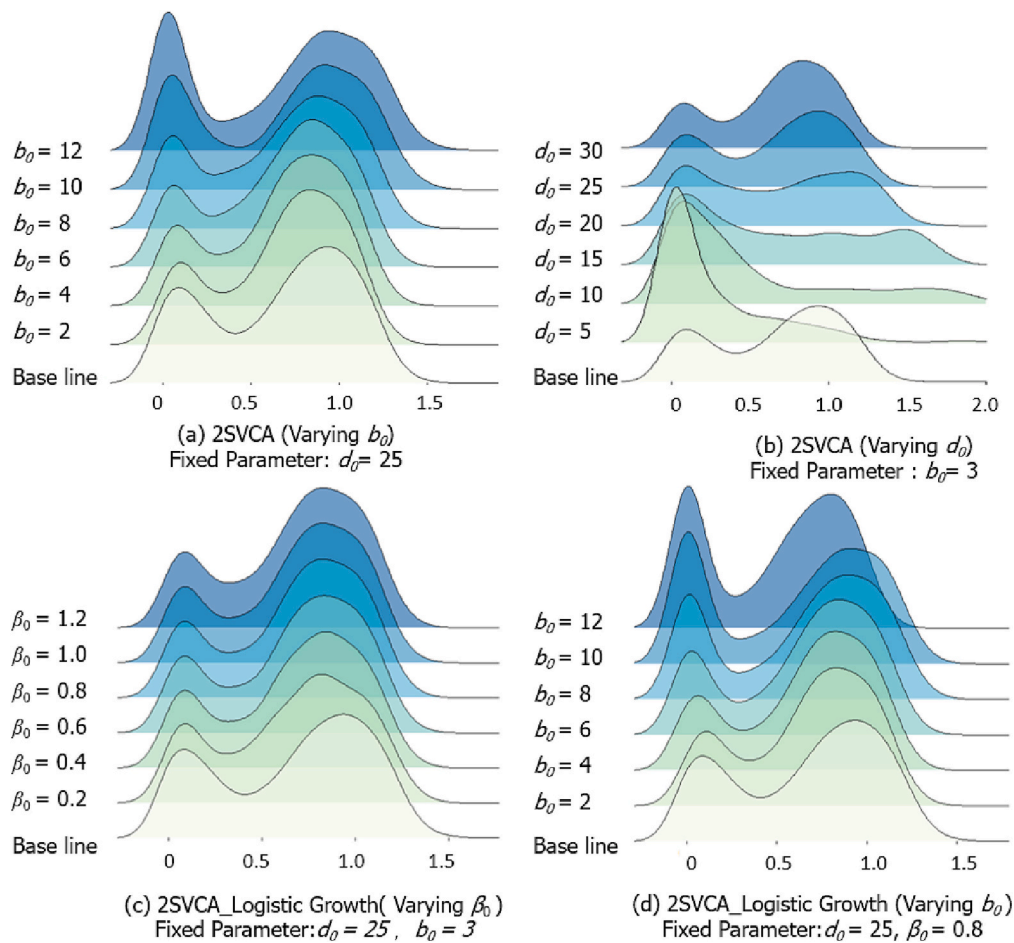 b₀ = 12
b₀ = 10
b₀ = 8
b₀ = 6
b₀ = 4
b₀ = 2
Base line
0 0.5 1.0 1.5
(a) 2SVCA (Varying b₀)
Fixed Parameter: d₀= 25
d₀ = 30
d₀ = 25
d₀ = 20
d₀ = 15
d₀ = 10
d₀ = 5
Base line
0 0.5 1.0 1.5 2.0
(b) 2SVCA (Varying d₀)
Fixed Parameter : b₀= 3
β₀ = 1.2
β₀ = 1.0
β₀ = 0.8
β₀ = 0.6
β₀ = 0.4
β₀ = 0.2
Base line
0 0.5 1.0 1.5
(c) 2SVCA_Logistic Growth( Varying β₀ )
Fixed Parameter:d₀ = 25 , b₀ = 3
b₀ = 12
b₀ = 10
b₀ = 8
b₀ = 6
b₀ = 4
b₀ = 2
Base line
0 0.5 1.0 1.5
(d) 2SVCA_Logistic Growth (Varying b₀)
Fixed Parameter:d₀ = 25, β₀ = 0.8